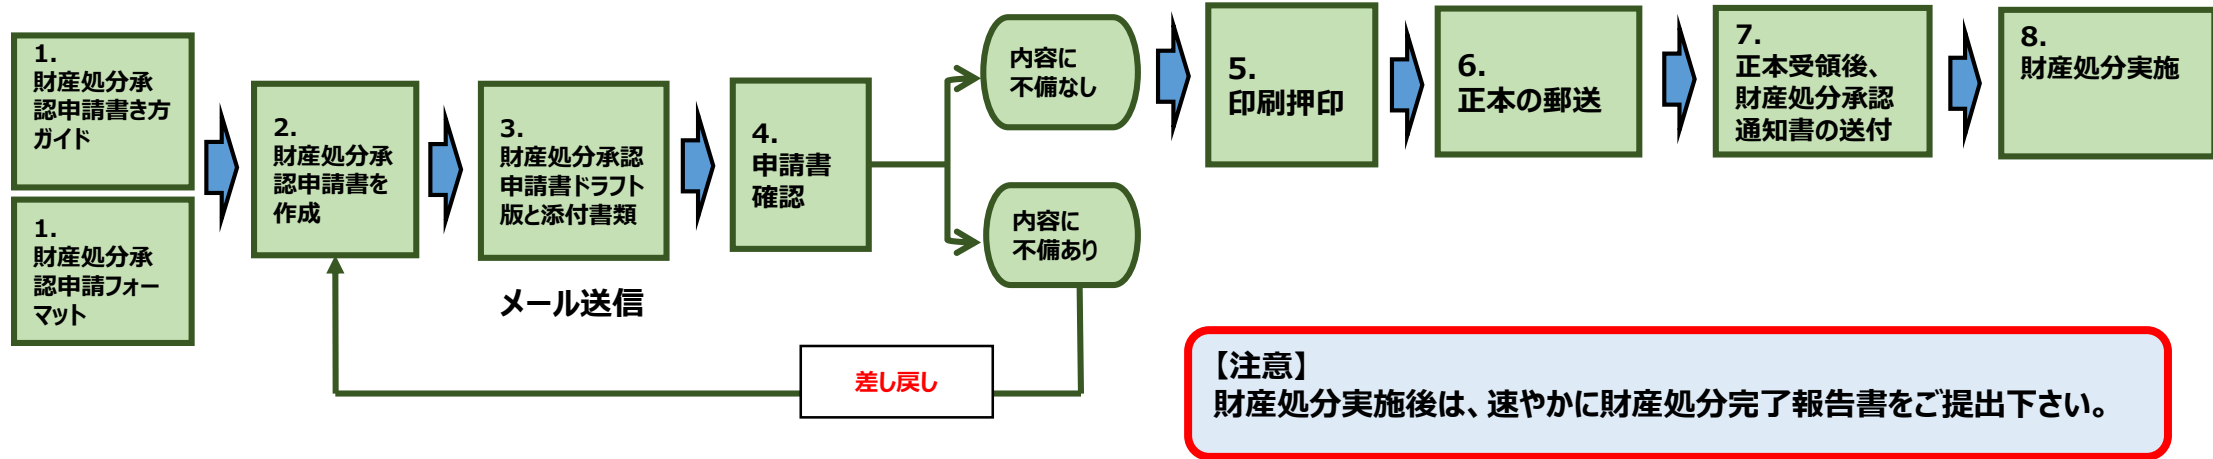 1.
財産処分承
認申請書き方
ガイド
1.
財産処分承
認申請フォー
マット
2.
財産処分承
認申請書を
作成
3.
財産処分承認
申請書ドラフト
版と添付書類
メール送信
4.
申請書
確認
内容に
不備なし
内容に
不備あり
差し戻し
5.
印刷押印
6.
正本の郵送
7.
正本受領後、
財産処分承認
通知書の送付
8.
財産処分実施
【注意】
財産処分実施後は、速やかに財産処分完了報告書をご提出下さい。